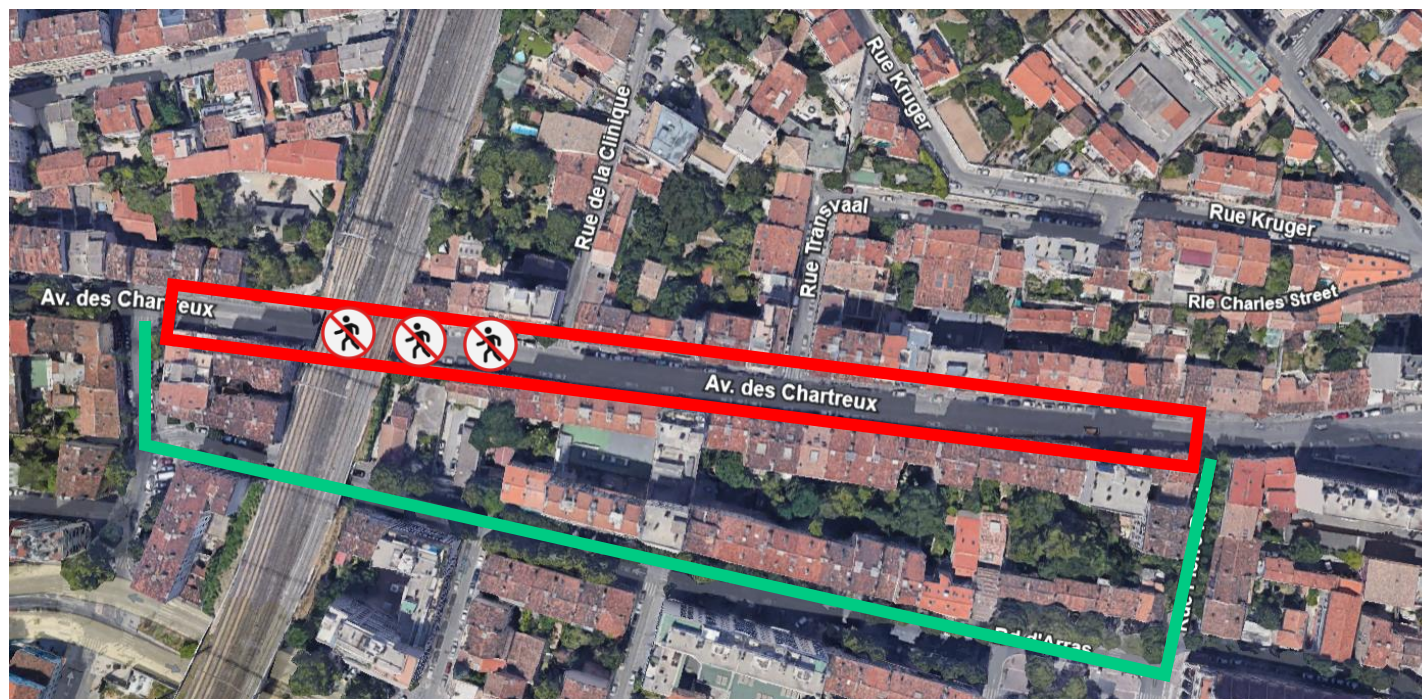 Rue Kruger
Rue de la Clinique
Rue Transvaal
Rue Kruger
Rle Charles Street
Av. des Chartreux
Av. des Chartreux
Bd d'Arras
Rue